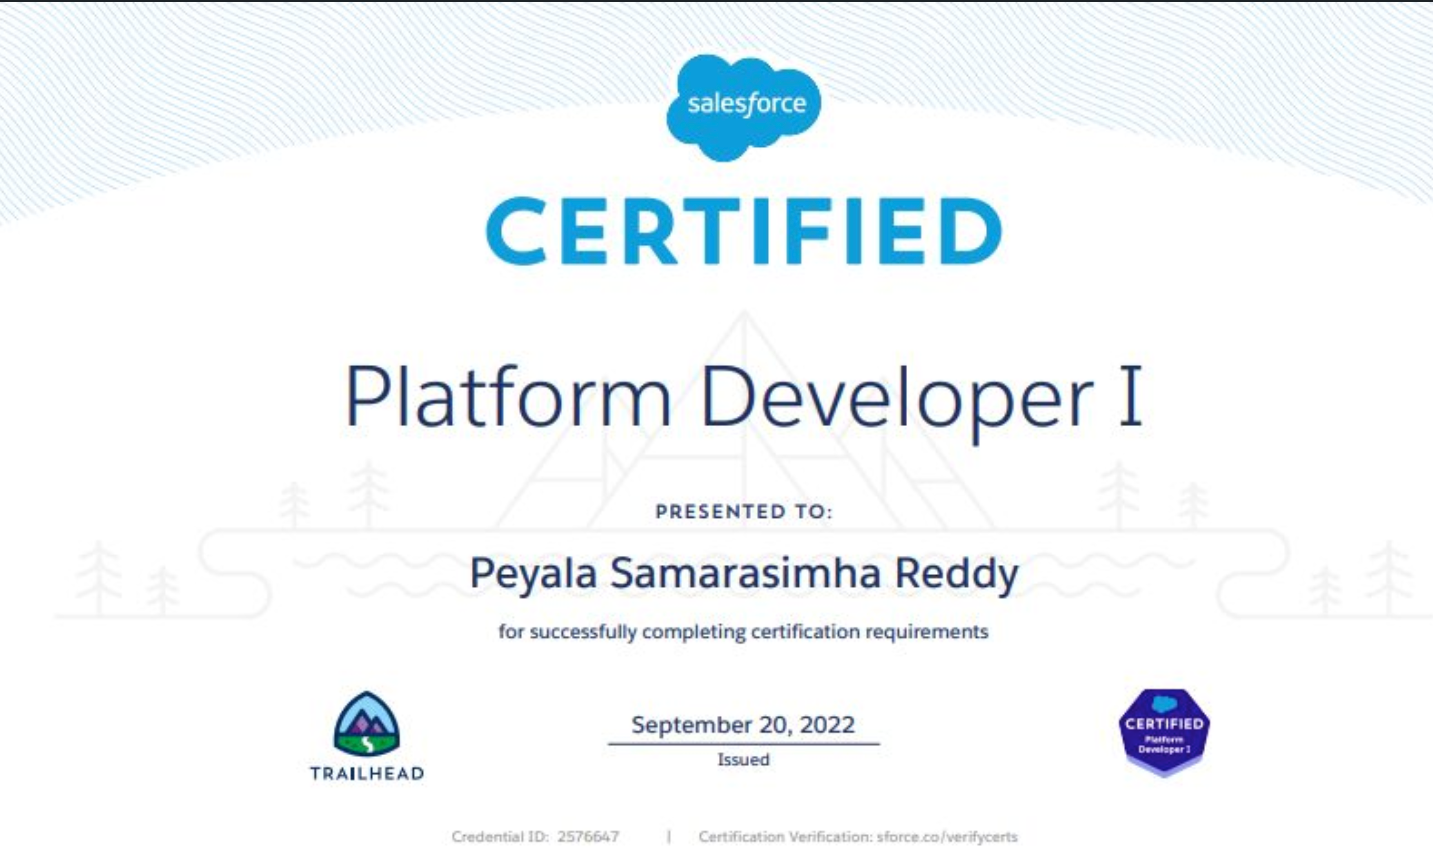 salesforce
CERTIFIED
Platform Developer I
PRESENTED TO:
Peyala Samarasimha Reddy
for successfully completing certification requirements
TRAILHEAD
September 20, 2022
Issued
CERTIFIED
Platform
Developer I
Credential ID: 2576647 | Certification Verification: sforce.co/verifycerts